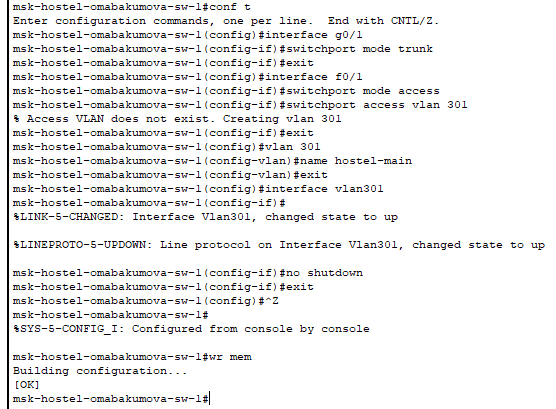 msk-hostel-omabakumova-sw-1#conf t
Enter configuration commands, one per line.  End with CNTL/Z.
msk-hostel-omabakumova-sw-1(config)#interface g0/1
msk-hostel-omabakumova-sw-1(config-if)#switchport mode trunk
msk-hostel-omabakumova-sw-1(config-if)#exit
msk-hostel-omabakumova-sw-1(config)#interface f0/1
msk-hostel-omabakumova-sw-1(config-if)#switchport mode access
msk-hostel-omabakumova-sw-1(config-if)#switchport access vlan 301
% Access VLAN does not exist. Creating vlan 301
msk-hostel-omabakumova-sw-1(config-if)#exit
msk-hostel-omabakumova-sw-1(config)#vlan 301
msk-hostel-omabakumova-sw-1(config-vlan)#name hostel-main
msk-hostel-omabakumova-sw-1(config-vlan)#exit
msk-hostel-omabakumova-sw-1(config)#interface vlan301
msk-hostel-omabakumova-sw-1(config-if)#
%LINK-5-CHANGED: Interface Vlan301, changed state to up
%LINEPROTO-5-UPDOWN: Line protocol on Interface Vlan301, changed state to up
msk-hostel-omabakumova-sw-1(config-if)#no shutdown
msk-hostel-omabakumova-sw-1(config-if)#exit
msk-hostel-omabakumova-sw-1(config)#^Z
msk-hostel-omabakumova-sw-1#
%SYS-5-CONFIG_I: Configured from console by console
msk-hostel-omabakumova-sw-1#wr mem
Building configuration...
[OK]
msk-hostel-omabakumova-sw-1#